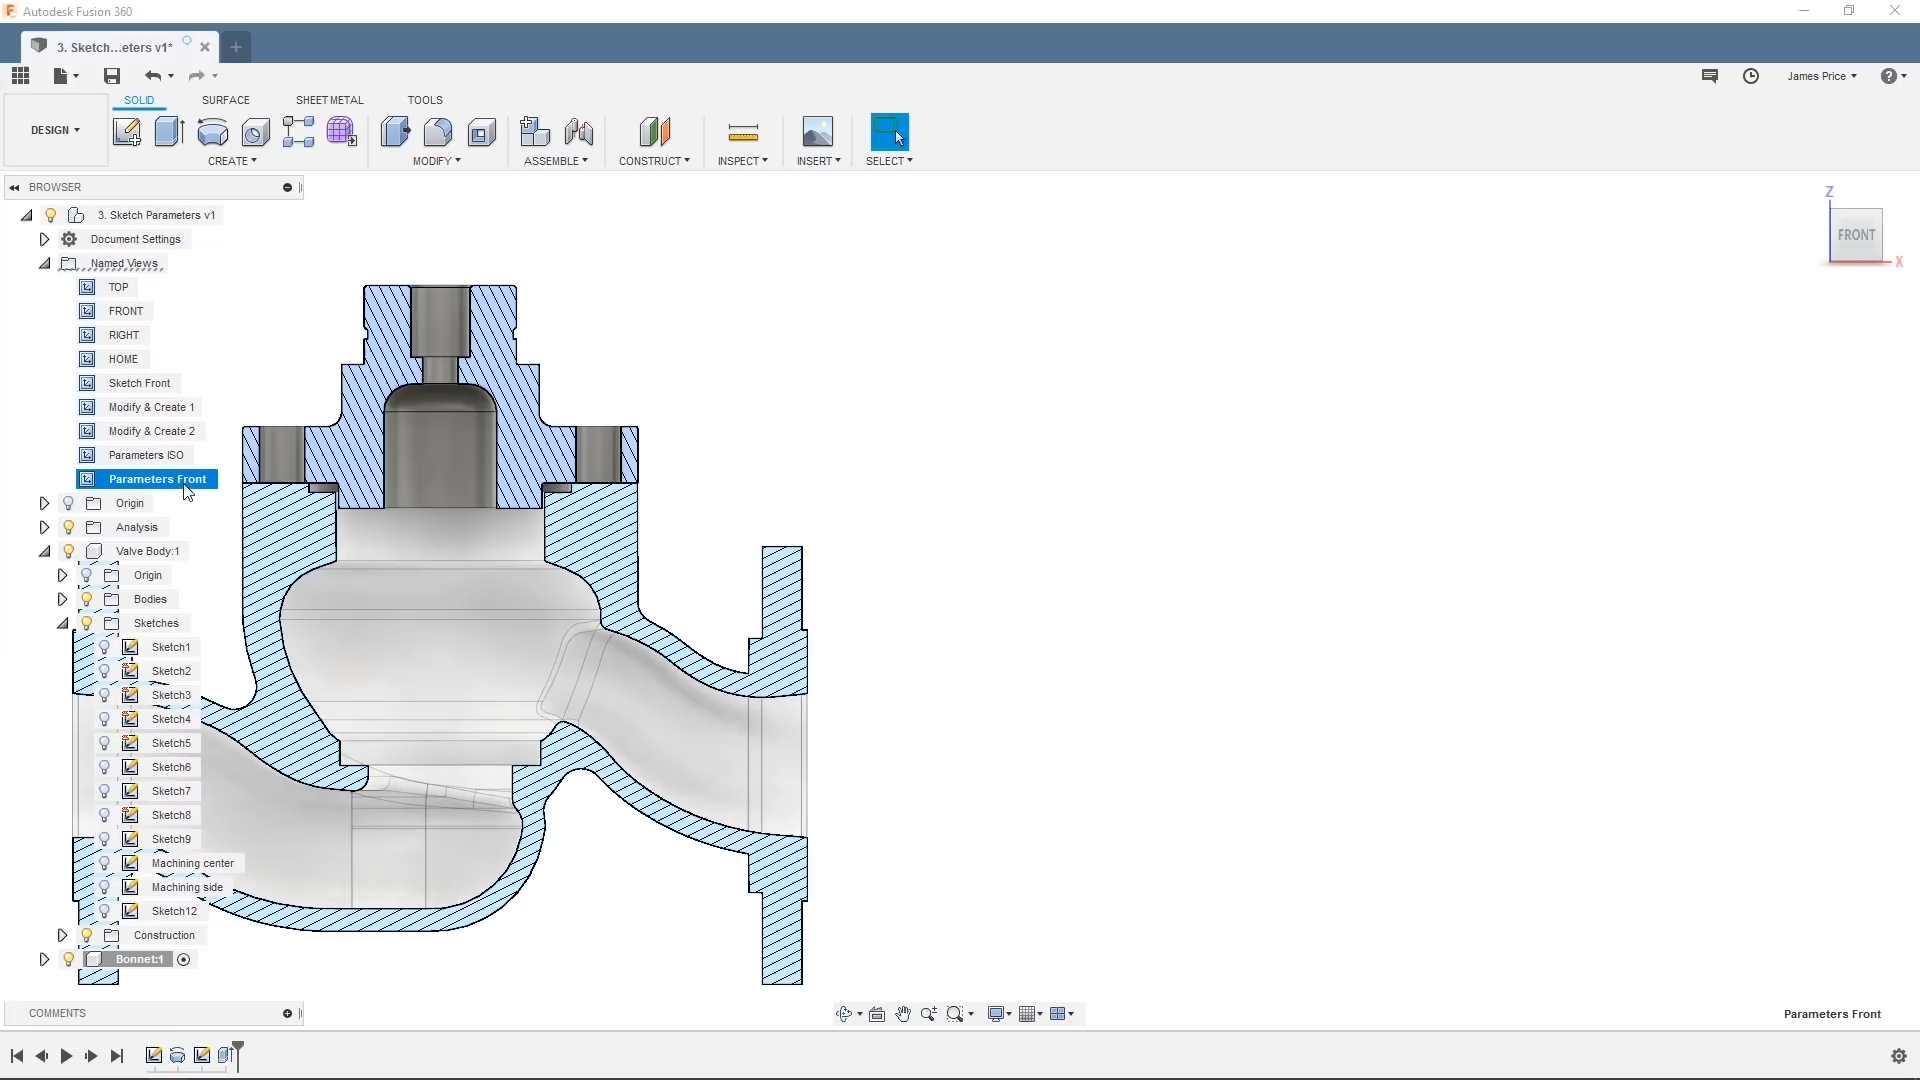 Autodesk Fusion 360
3. Sketch...eters v1*
James Price
DESIGN
SOLID SURFACE SHEET METAL TOOLS
CREATE MODIFY ASSEMBLE CONSTRUCT INSPECT INSERT SELECT
BROWSER
3. Sketch Parameters v1
Document Settings
Named Views
TOP
FRONT
RIGHT
HOME
Sketch Front
Modify & Create 1
Modify & Create 2
Parameters ISO
Parameters Front
Origin
Analysis
Valve Body:1
Origin
Bodies
Sketches
Sketch1
Sketch2
Sketch3
Sketch4
Sketch5
Sketch6
Sketch7
Sketch8
Sketch9
Machining center
Machining side
Sketch12
Construction
Bonnet:1
Z
FRONT
X
COMMENTS
Parameters Front